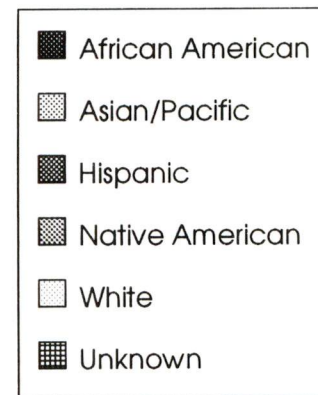 African American
Asian/Pacific
Hispanic
Native American
White
Unknown